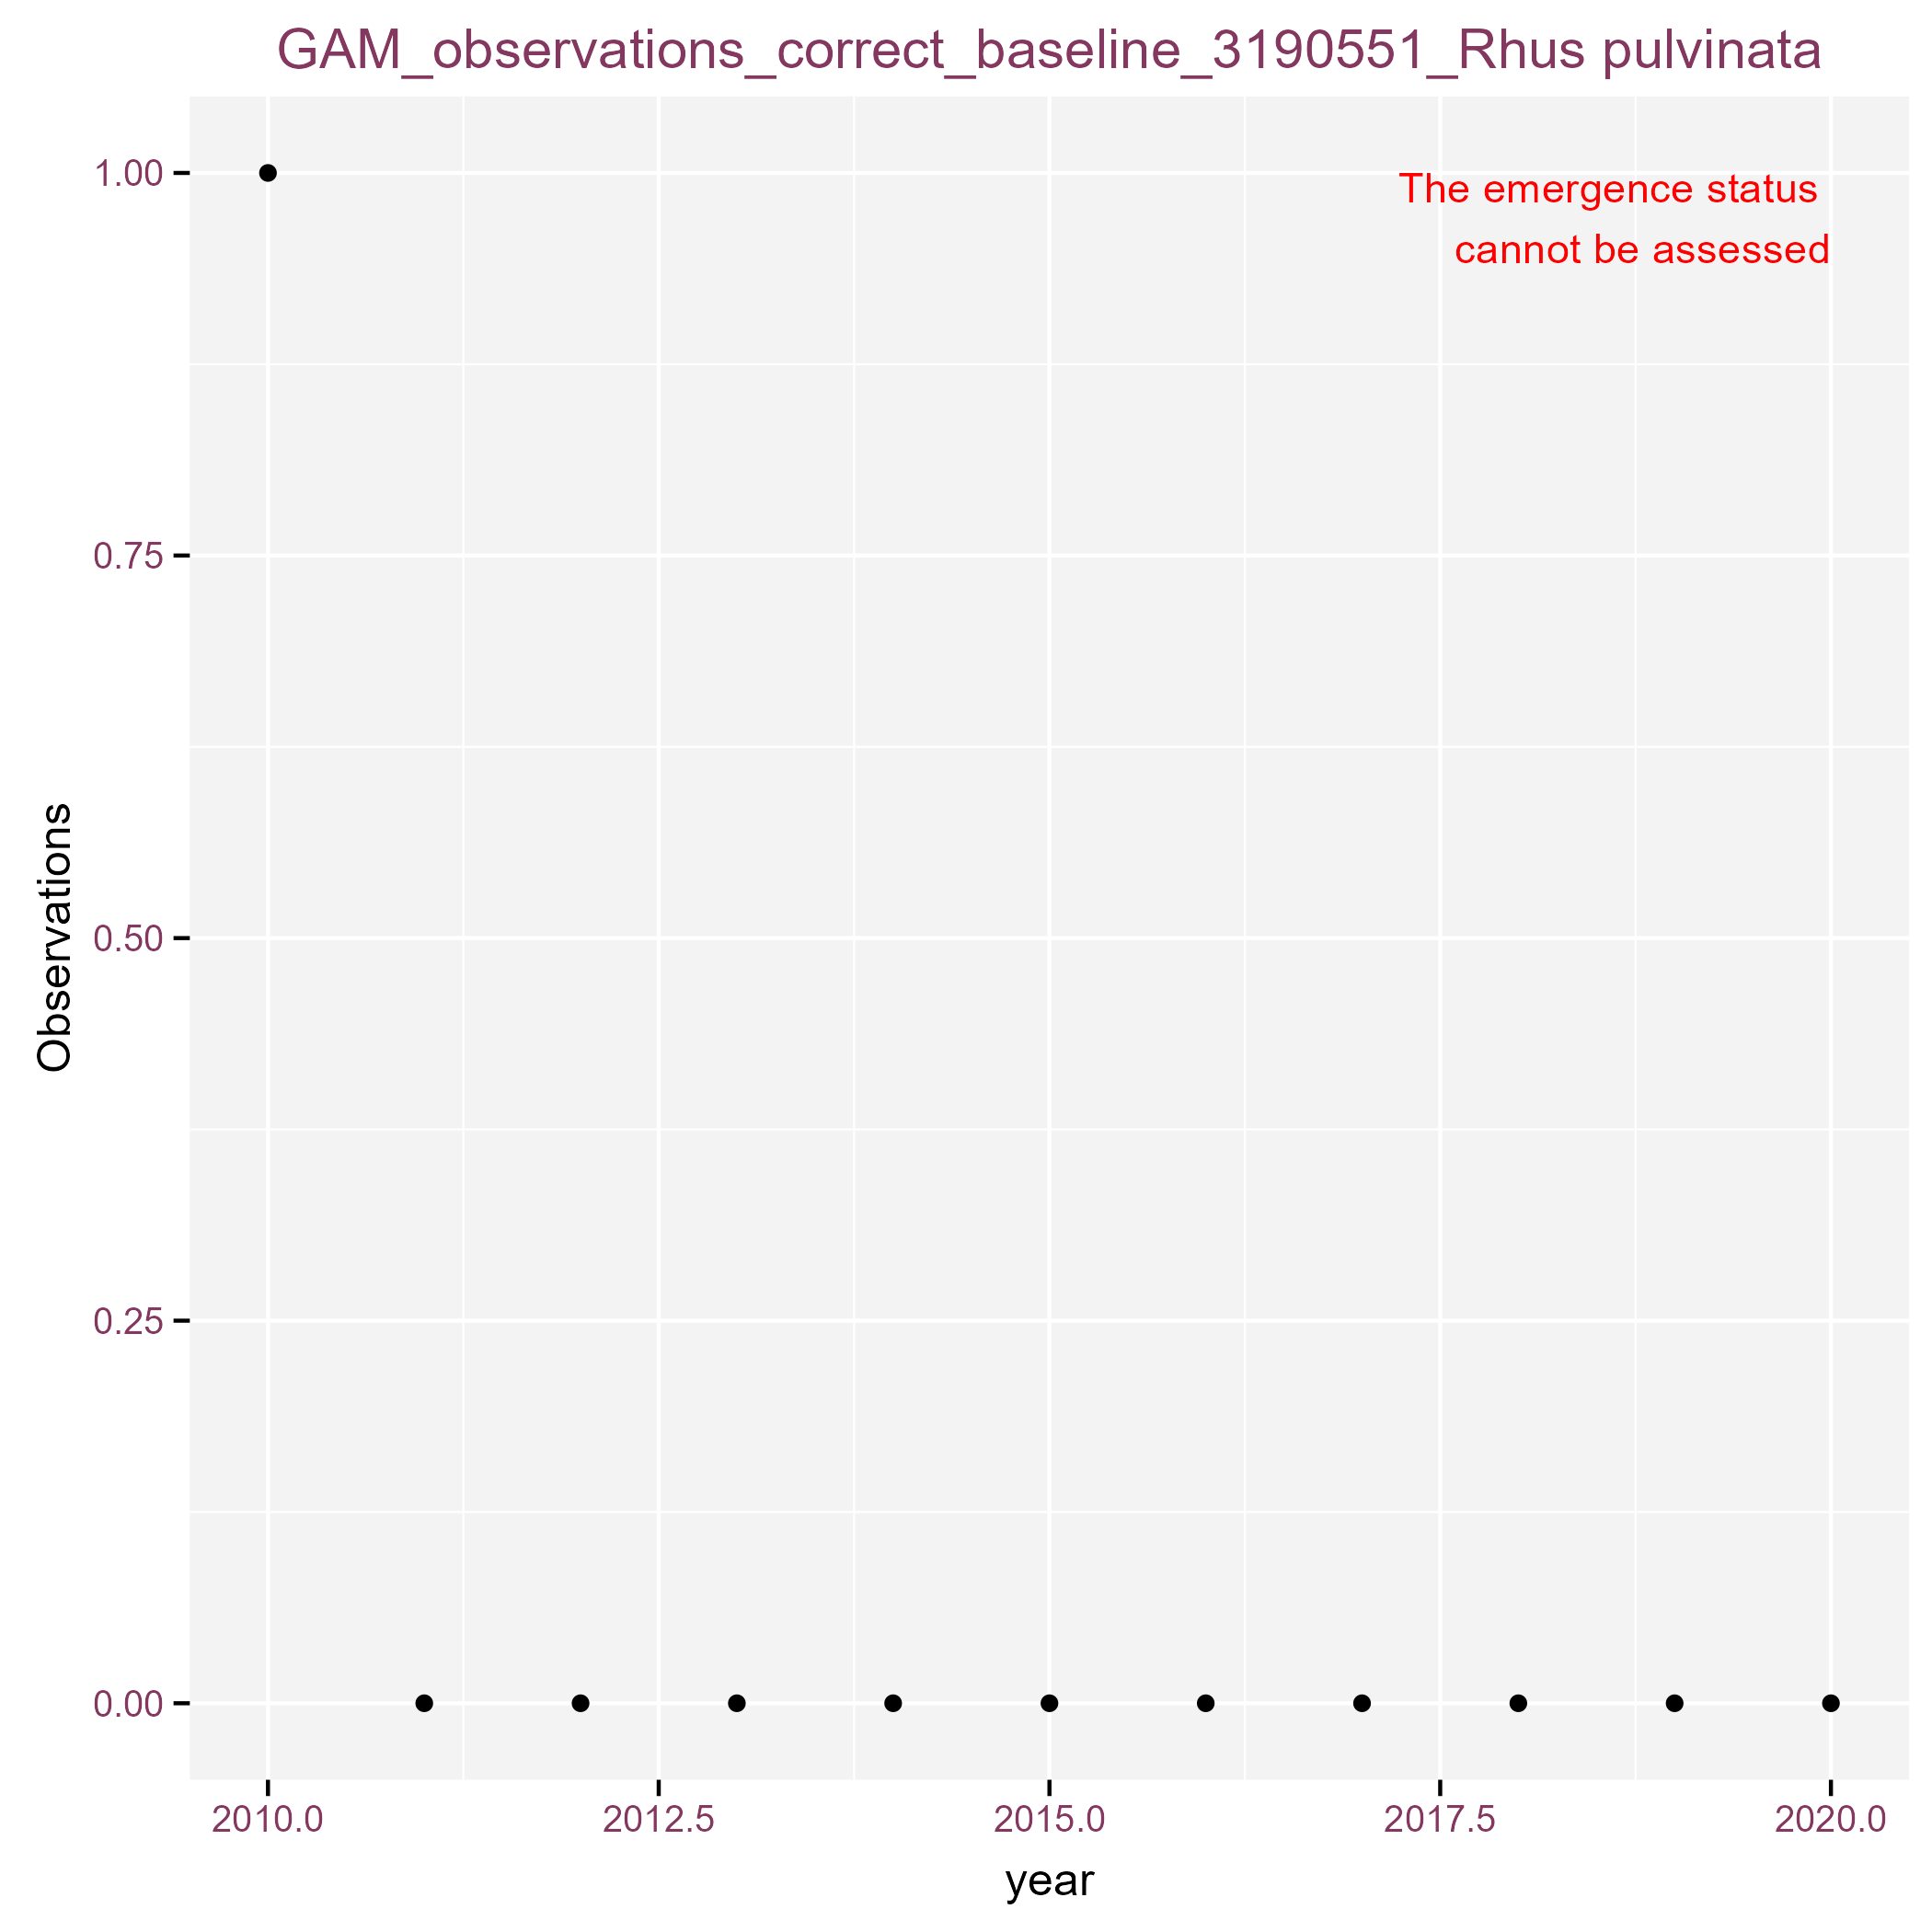 GAM_observations_correct_baseline_3190551_Rhus pulvinata
The emergence status
cannot be assessed
Observations
1.00
0.75
0.50
0.25
0.00
2010.0 2012.5 2015.0 2017.5 2020.0
year